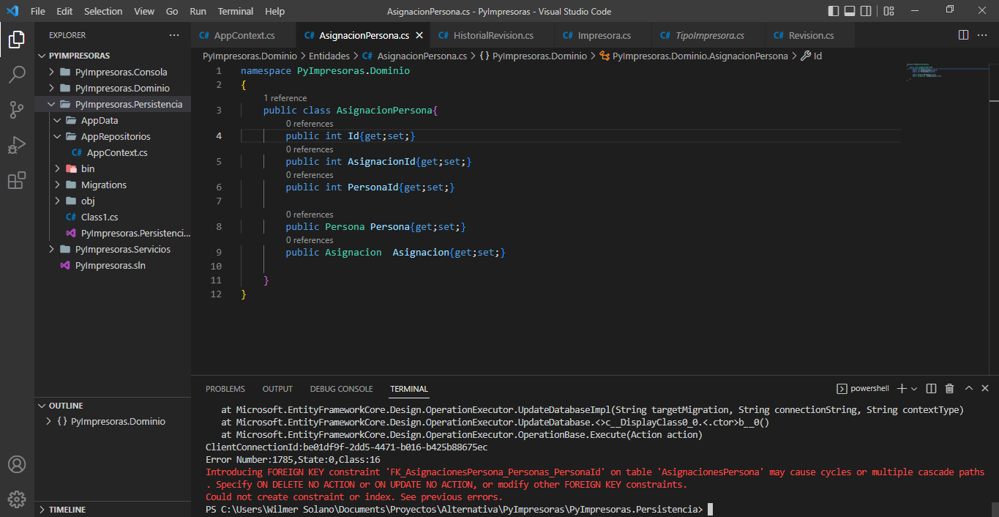 File Edit Selection View Go Run Terminal Help AsignacionPersona.cs - PyImpresoras - Visual Studio Code
EXPLORER ...
PYIMPRESORAS
PyImpresoras.Consola
PyImpresoras.Dominio
PyImpresoras.Persistencia
AppData
AppRepositorios
C# AppContext.cs
bin
Migrations
obj
C# Class1.cs
PyImpresoras.Persistenci...
PyImpresoras.Servicios
PyImpresoras.sln
OUTLINE
{} PyImpresoras.Dominio
TIMELINE
C# AppContext.cs C# AsignacionPersona.cs C# HistorialRevision.cs C# Impresora.cs C# TipoImpresora.cs C# Revision.cs ...
PyImpresoras.Dominio > Entidades > C# AsignacionPersona.cs > {} PyImpresoras.Dominio > PyImpresoras.Dominio.AsignacionPersona > Id
1 namespace PyImpresoras.Dominio
2 {
1 reference
3 public class AsignacionPersona{
0 references
4 public int Id{get;set;}
0 references
5 public int AsignacionId{get;set;}
0 references
6 public int PersonaId{get;set;}
7
0 references
8 public Persona Persona{get;set;}
0 references
9 public Asignacion  Asignacion{get;set;}
10
11 }
12 }
PROBLEMS OUTPUT DEBUG CONSOLE TERMINAL powershell
at Microsoft.EntityFrameworkCore.Design.OperationExecutor.UpdateDatabaseImpl(String targetMigration, String connectionString, String contextType)
at Microsoft.EntityFrameworkCore.Design.OperationExecutor.UpdateDatabase.<>c__DisplayClass0_0.<.ctor>b__0()
at Microsoft.EntityFrameworkCore.Design.OperationExecutor.OperationBase.Execute(Action action)
ClientConnectionId:be01df9f-2dd5-4471-b016-b425b88675ec
Error Number:1785,State:0,Class:16
Introducing FOREIGN KEY constraint 'FK_AsignacionesPersona_Personas_PersonaId' on table 'AsignacionesPersona' may cause cycles or multiple cascade paths
. Specify ON DELETE NO ACTION or ON UPDATE NO ACTION, or modify other FOREIGN KEY constraints.
Could not create constraint or index. See previous errors.
PS C:\Users\Wilmer Solano\Documents\Proyectos\Alternativa\PyImpresoras\PyImpresoras.Persistencia>